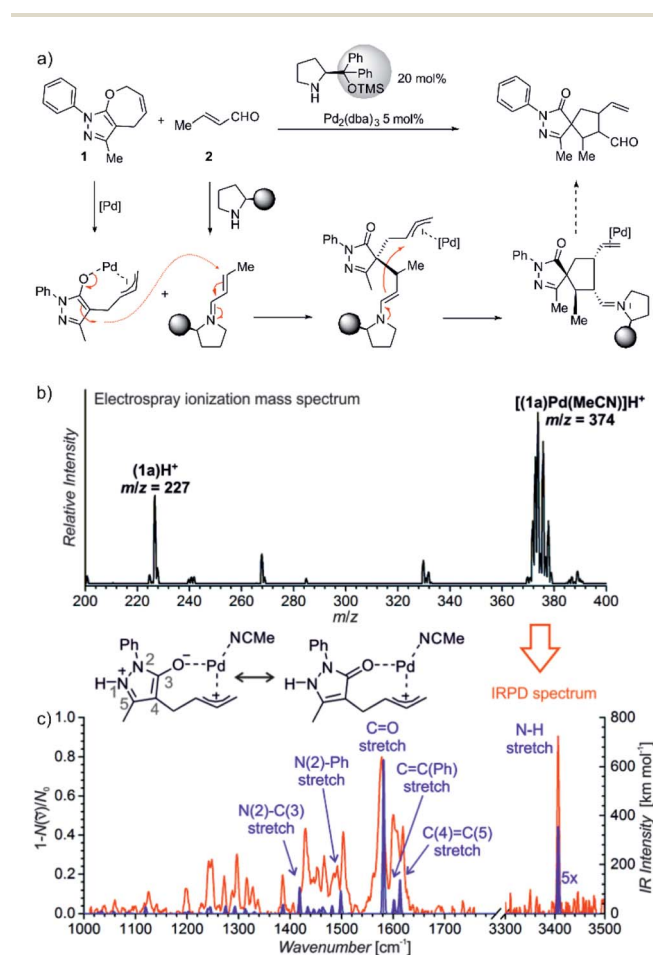 a)
Ph
Ph
OTMS
N
H
20 mol%
O
N
N
Me
1
+
Me
CHO
2
Pd₂(dba)₃ 5 mol%
O
N
N
Me
Me
CHO
[Pd]
N
H
Pd
O
Ph
N
N
+
Me
N
O
Ph
N
N
[Pd]
Me
N
[Pd]
O
Ph
N
N
Me
N
b)
Electrospray ionization mass spectrum
[(1a)Pd(MeCN)]H⁺
m/z = 374
(1a)H⁺
m/z = 227
Relative Intensity
200 220 240 260 280 300 320 340 360 380 400
m/z
Ph
NCMe
N
2
O⁻
Pd
H-N
+
1
3
5
4
Me
+
Ph
NCMe
N
O
Pd
H-N
Me
+
IRPD spectrum
c)
1.0
0.8
0.6
0.4
0.2
0.0
1-N(ṽ)/N₀
C=O
stretch
N(2)-Ph
stretch
C=C(Ph)
stretch
N(2)-C(3)
stretch
C(4)=C(5)
stretch
N-H
stretch
5x
800
600
400
200
0
IR Intensity [km mol⁻¹]
1000 1100 1200 1300 1400 1500 1600 1700 3300 3400 3500
Wavenumber [cm⁻¹]